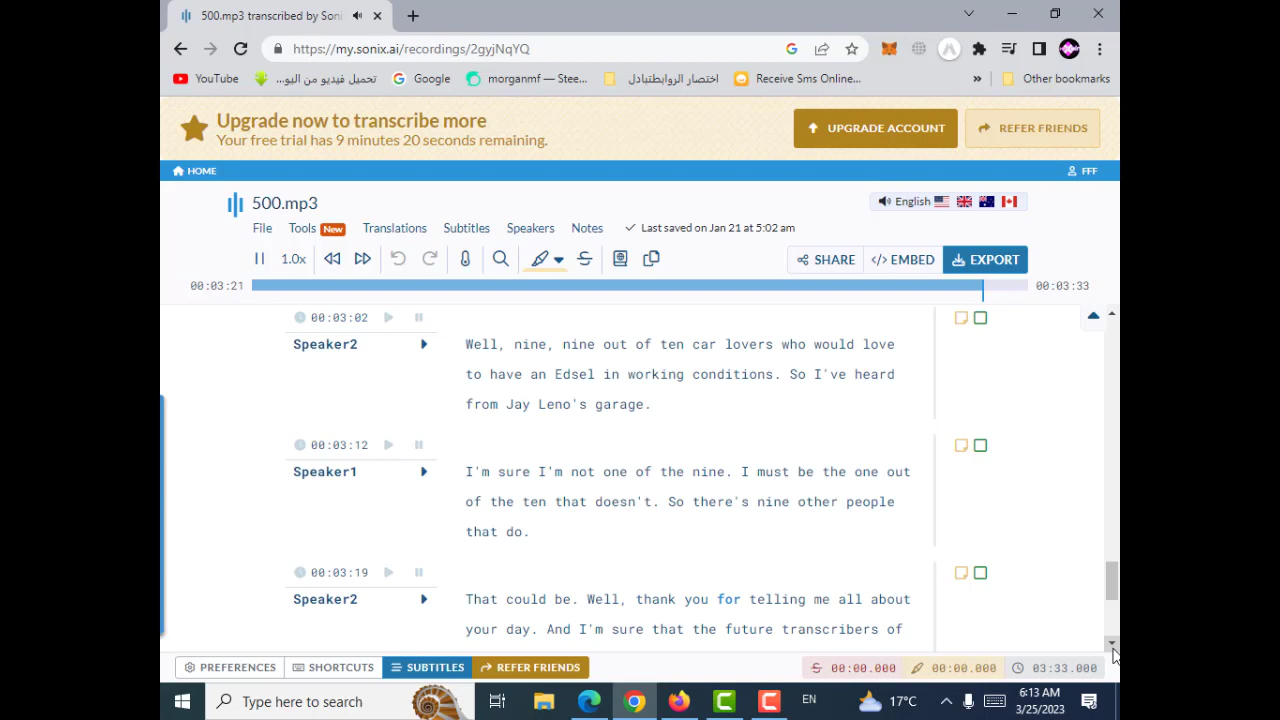 500.mp3 transcribed by Soni
https://my.sonix.ai/recordings/2gyjNqYQ
YouTube
تحميل فيديو من اليو...
Google
morganmf — Stee...
اختصار الروابطتبادل
Receive Sms Online...
»
Other bookmarks
Upgrade now to transcribe more
Your free trial has 9 minutes 20 seconds remaining.
UPGRADE ACCOUNT
REFER FRIENDS
HOME
FFF
500.mp3
English
File
Tools New
Translations
Subtitles
Speakers
Notes
Last saved on Jan 21 at 5:02 am
1.0x
SHARE
</> EMBED
EXPORT
00:03:21
00:03:33
00:03:02
Speaker2
Well, nine, nine out of ten car lovers who would love
to have an Edsel in working conditions. So I've heard
from Jay Leno's garage.
00:03:12
Speaker1
I'm sure I'm not one of the nine. I must be the one out
of the ten that doesn't. So there's nine other people
that do.
00:03:19
Speaker2
That could be. Well, thank you for telling me all about
your day. And I'm sure that the future transcribers of
PREFERENCES
SHORTCUTS
SUBTITLES
REFER FRIENDS
00:00.000
00:00.000
03:33.000
Type here to search
EN
17°C
6:13 AM
3/25/2023